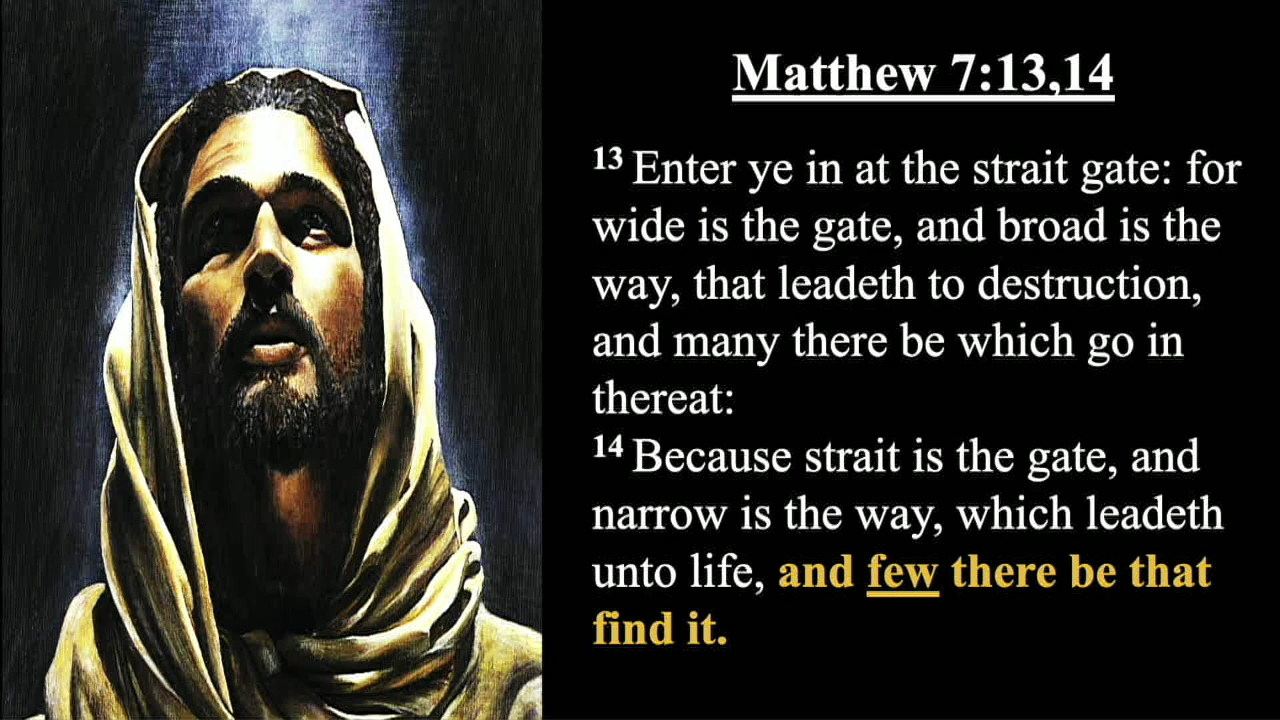 Matthew 7:13,14
13 Enter ye in at the strait gate: for
wide is the gate, and broad is the
way, that leadeth to destruction,
and many there be which go in
thereat:
14 Because strait is the gate, and
narrow is the way, which leadeth
unto life, and few there be that
find it.